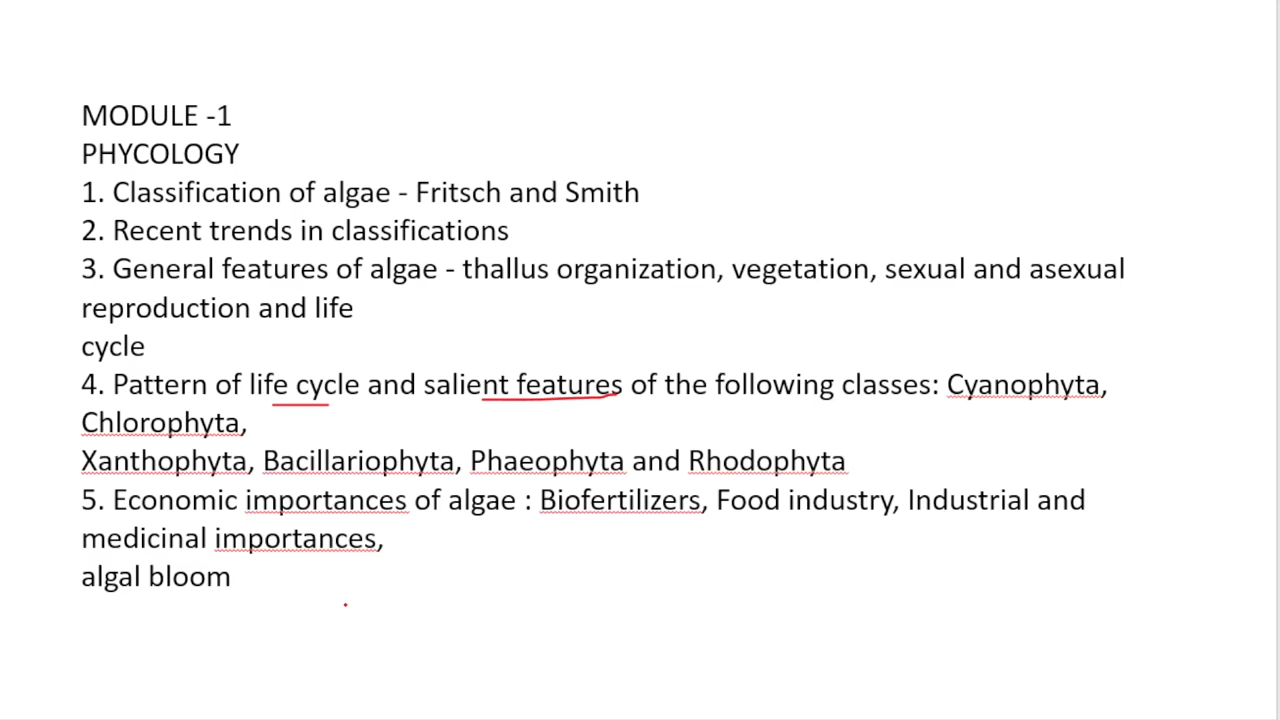 MODULE -1
PHYCOLOGY
1. Classification of algae - Fritsch and Smith
2. Recent trends in classifications
3. General features of algae - thallus organization, vegetation, sexual and asexual
reproduction and life
cycle
4. Pattern of life cycle and salient features of the following classes: Cyanophyta,
Chlorophyta,
Xanthophyta, Bacillariophyta, Phaeophyta and Rhodophyta
5. Economic importances of algae : Biofertilizers, Food industry, Industrial and
medicinal importances,
algal bloom